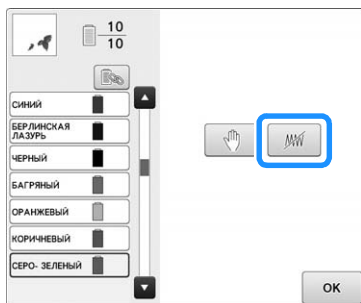 10
10
СИНИЙ
БЕРЛИНСКАЯ
ЛАЗУРЬ
ЧЕРНЫЙ
БАГРЯНЫЙ
ОРАНЖЕВЫЙ
КОРИЧНЕВЫЙ
СЕРО- ЗЕЛЕНЫЙ
OK